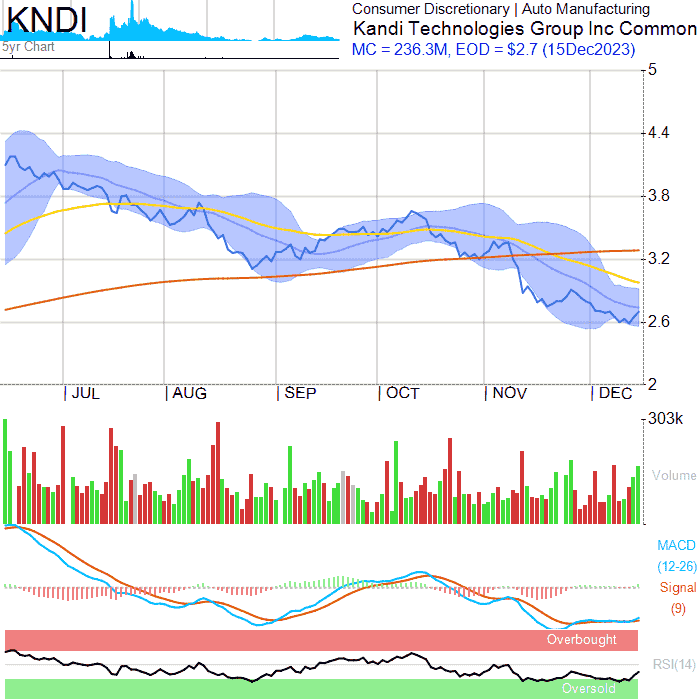 KNDI
5yr Chart
Consumer Discretionary | Auto Manufacturing
Kandi Technologies Group Inc Common
MC = 236.3M, EOD = $2.7 (15Dec2023)
5
4.4
3.8
3.2
2.6
2
JUL AUG SEP OCT NOV DEC
303k
Volume
MACD
(12-26)
Signal
(9)
Overbought
RSI(14)
Oversold